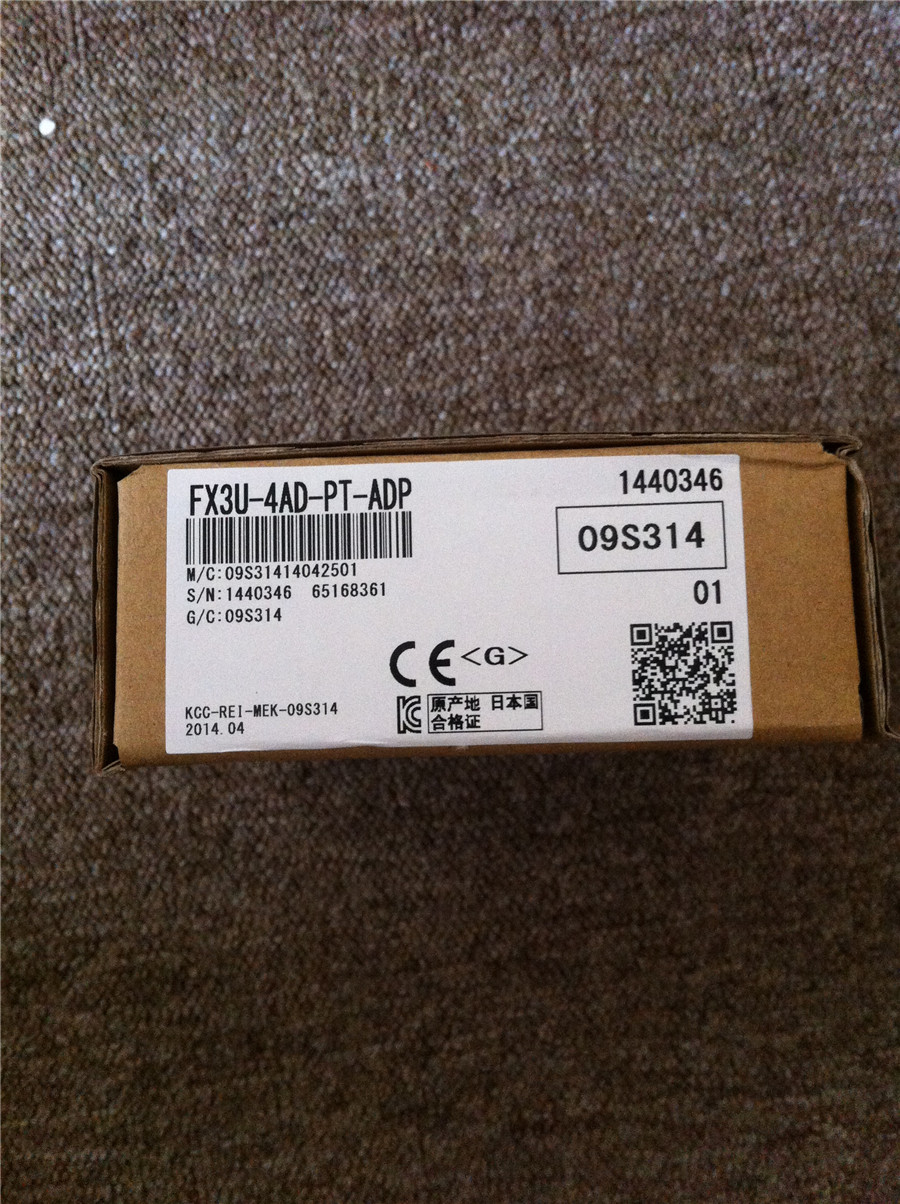 FX3U-4AD-PT-ADP
1440346
09S314
M/C:09S31414042501
S/N:1440346 65168361
G/C:09S314
01
CE<G>
KCC-REI-MEK-09S314
2014.04
KC
原产地 日本国
合格证